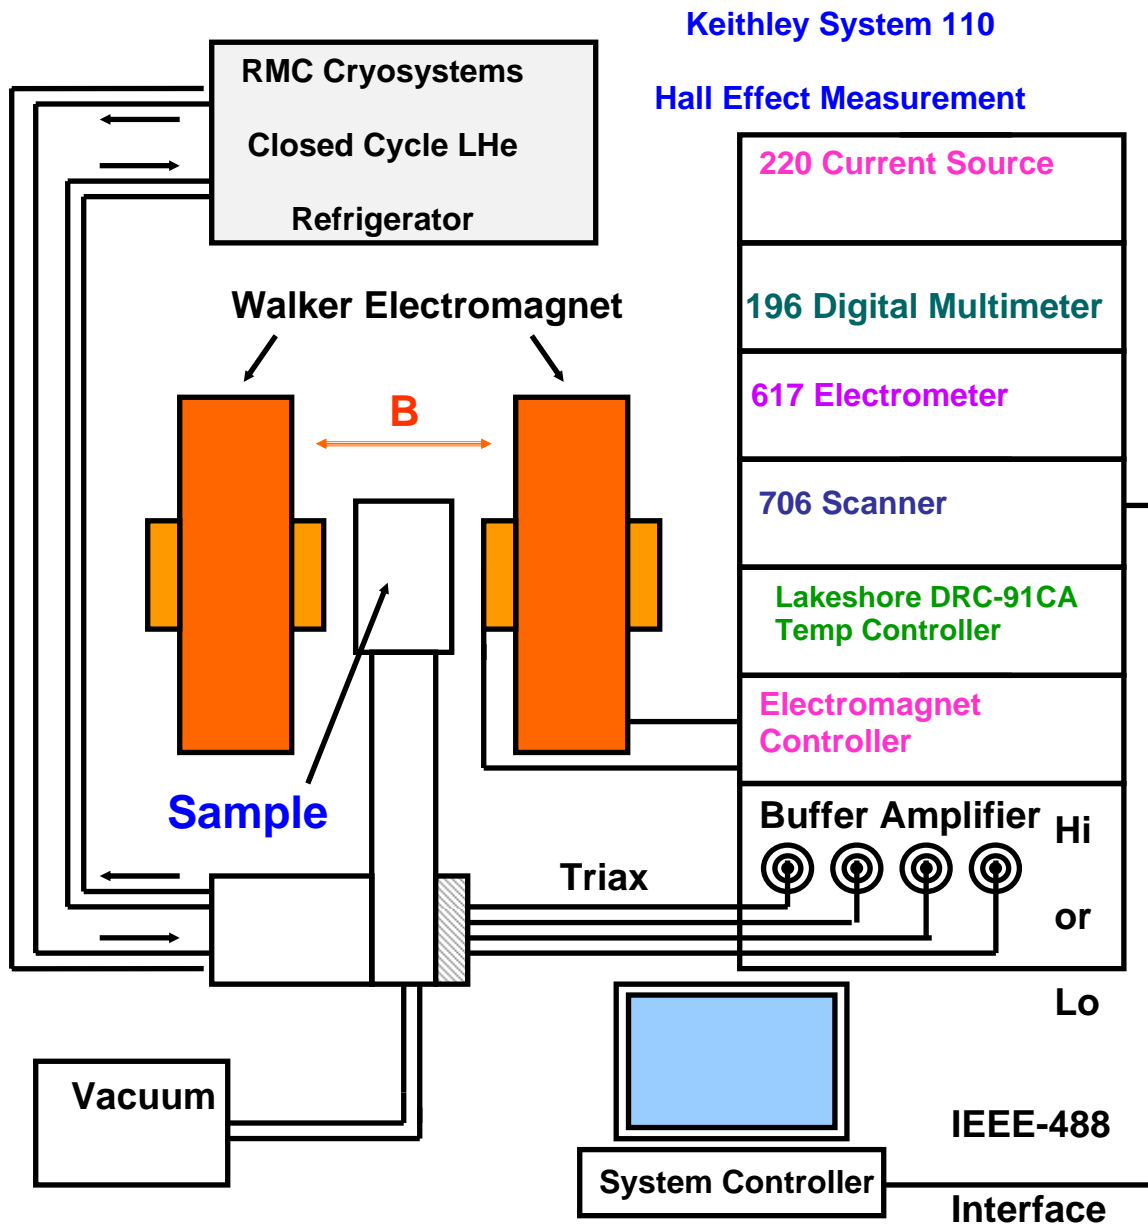 Keithley System 110
Hall Effect Measurement
RMC Cryosystems
Closed Cycle LHe
Refrigerator
Walker Electromagnet
B
Sample
220 Current Source
196 Digital Multimeter
617 Electrometer
706 Scanner
Lakeshore DRC-91CA
Temp Controller
Electromagnet
Controller
Buffer Amplifier
Hi
or
Lo
Triax
Vacuum
System Controller
IEEE-488
Interface